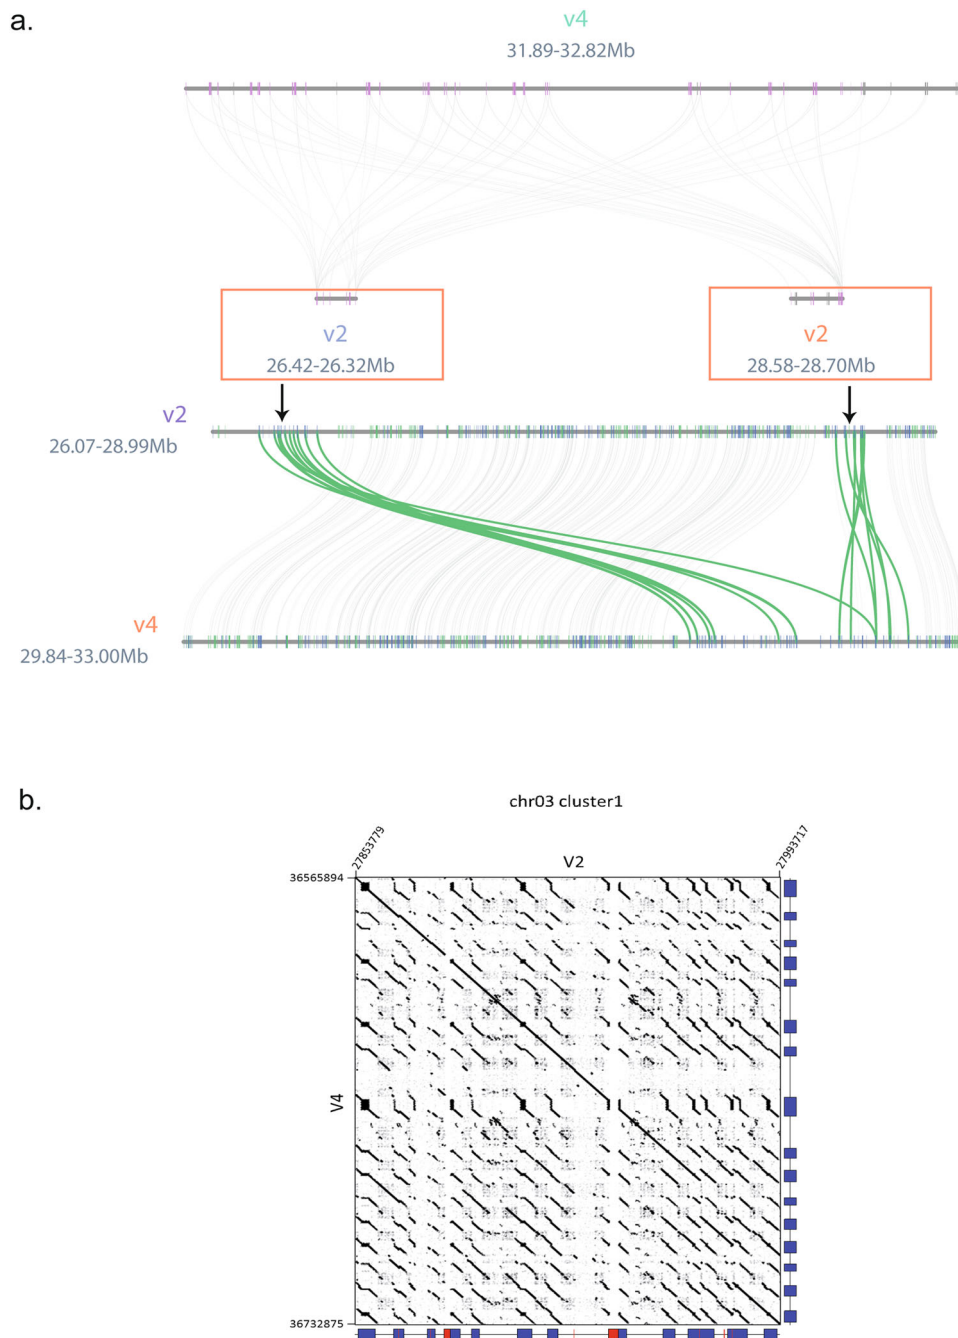 a.
v4
31.89-32.82Mb
v2
26.42-26.32Mb
v2
28.58-28.70Mb
v2
26.07-28.99Mb
v4
29.84-33.00Mb
b.
chr03 cluster1
27853779
V2
27993717
36565894
V4
36732875